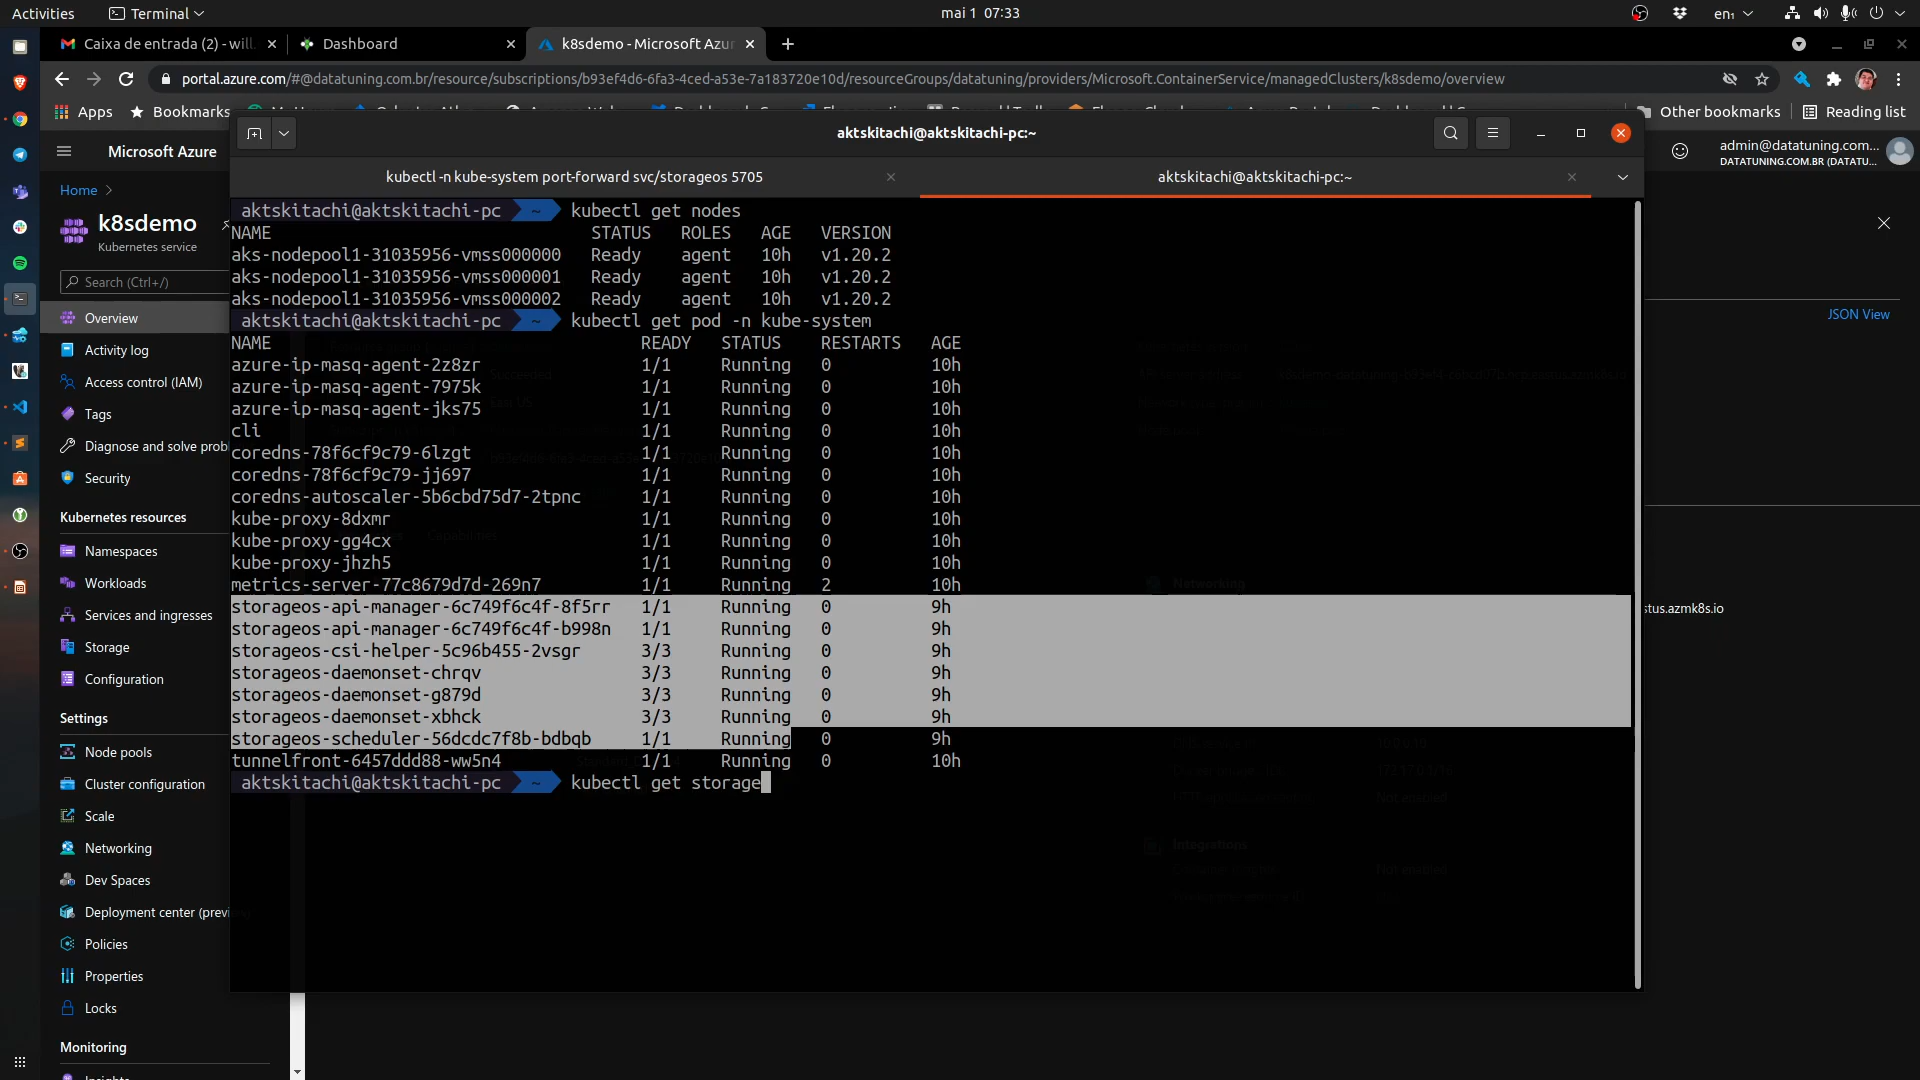 Activities
Terminal
mai 1 07:33
en₁
Caixa de entrada (2) - will
Dashboard
k8sdemo - Microsoft Azur
portal.azure.com/#@datatuning.com.br/resource/subscriptions/b93ef4d6-6fa3-4ced-a53e-7a183720e10d/resourceGroups/datatuning/providers/Microsoft.ContainerService/managedClusters/k8sdemo/overview
Apps
Bookmarks
Other bookmarks
Reading list
Microsoft Azure
admin@datatuning.com...
DATATUNING.COM.BR (DATATU...
Home
k8sdemo
Kubernetes service
Search (Ctrl+/)
Overview
Activity log
Access control (IAM)
Tags
Diagnose and solve probl
Security
Kubernetes resources
Namespaces
Workloads
Services and ingresses
Storage
Configuration
Settings
Node pools
Cluster configuration
Scale
Networking
Dev Spaces
Deployment center (previ
Policies
Properties
Locks
Monitoring
Insights
JSON View
stus.azmk8s.io
aktskitachi@aktskitachi-pc:~
kubectl -n kube-system port-forward svc/storageos 5705
aktskitachi@aktskitachi-pc:~
aktskitachi@aktskitachi-pc ~ kubectl get nodes
NAME STATUS ROLES AGE VERSION
aks-nodepool1-31035956-vmss000000 Ready agent 10h v1.20.2
aks-nodepool1-31035956-vmss000001 Ready agent 10h v1.20.2
aks-nodepool1-31035956-vmss000002 Ready agent 10h v1.20.2
aktskitachi@aktskitachi-pc ~ kubectl get pod -n kube-system
NAME READY STATUS RESTARTS AGE
azure-ip-masq-agent-2z8zr 1/1 Running 0 10h
azure-ip-masq-agent-7975k 1/1 Running 0 10h
azure-ip-masq-agent-jks75 1/1 Running 0 10h
cli 1/1 Running 0 10h
coredns-78f6cf9c79-6lzgt 1/1 Running 0 10h
coredns-78f6cf9c79-jj697 1/1 Running 0 10h
coredns-autoscaler-5b6cbd75d7-2tpnc 1/1 Running 0 10h
kube-proxy-8dxmr 1/1 Running 0 10h
kube-proxy-gg4cx 1/1 Running 0 10h
kube-proxy-jhzh5 1/1 Running 0 10h
metrics-server-77c8679d7d-269n7 1/1 Running 2 10h
storageos-api-manager-6c749f6c4f-8f5rr 1/1 Running 0 9h
storageos-api-manager-6c749f6c4f-b998n 1/1 Running 0 9h
storageos-csi-helper-5c96b455-2vsgr 3/3 Running 0 9h
storageos-daemonset-chrqv 3/3 Running 0 9h
storageos-daemonset-g879d 3/3 Running 0 9h
storageos-daemonset-xbhck 3/3 Running 0 9h
storageos-scheduler-56dcdc7f8b-bdbqb 1/1 Running 0 9h
tunnelfront-6457ddd88-ww5n4 1/1 Running 0 10h
aktskitachi@aktskitachi-pc ~ kubectl get storage
Networking
Integrations